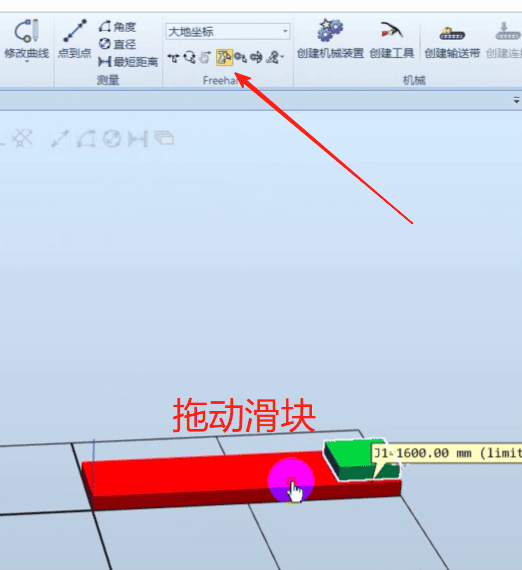 修改曲线
点到点
角度
直径
最短距离
测量
大地坐标
Freehan
创建机械装置
创建工具
创建输送带
创建连
机械
拖动滑块
J1: 1600.00 mm (limit